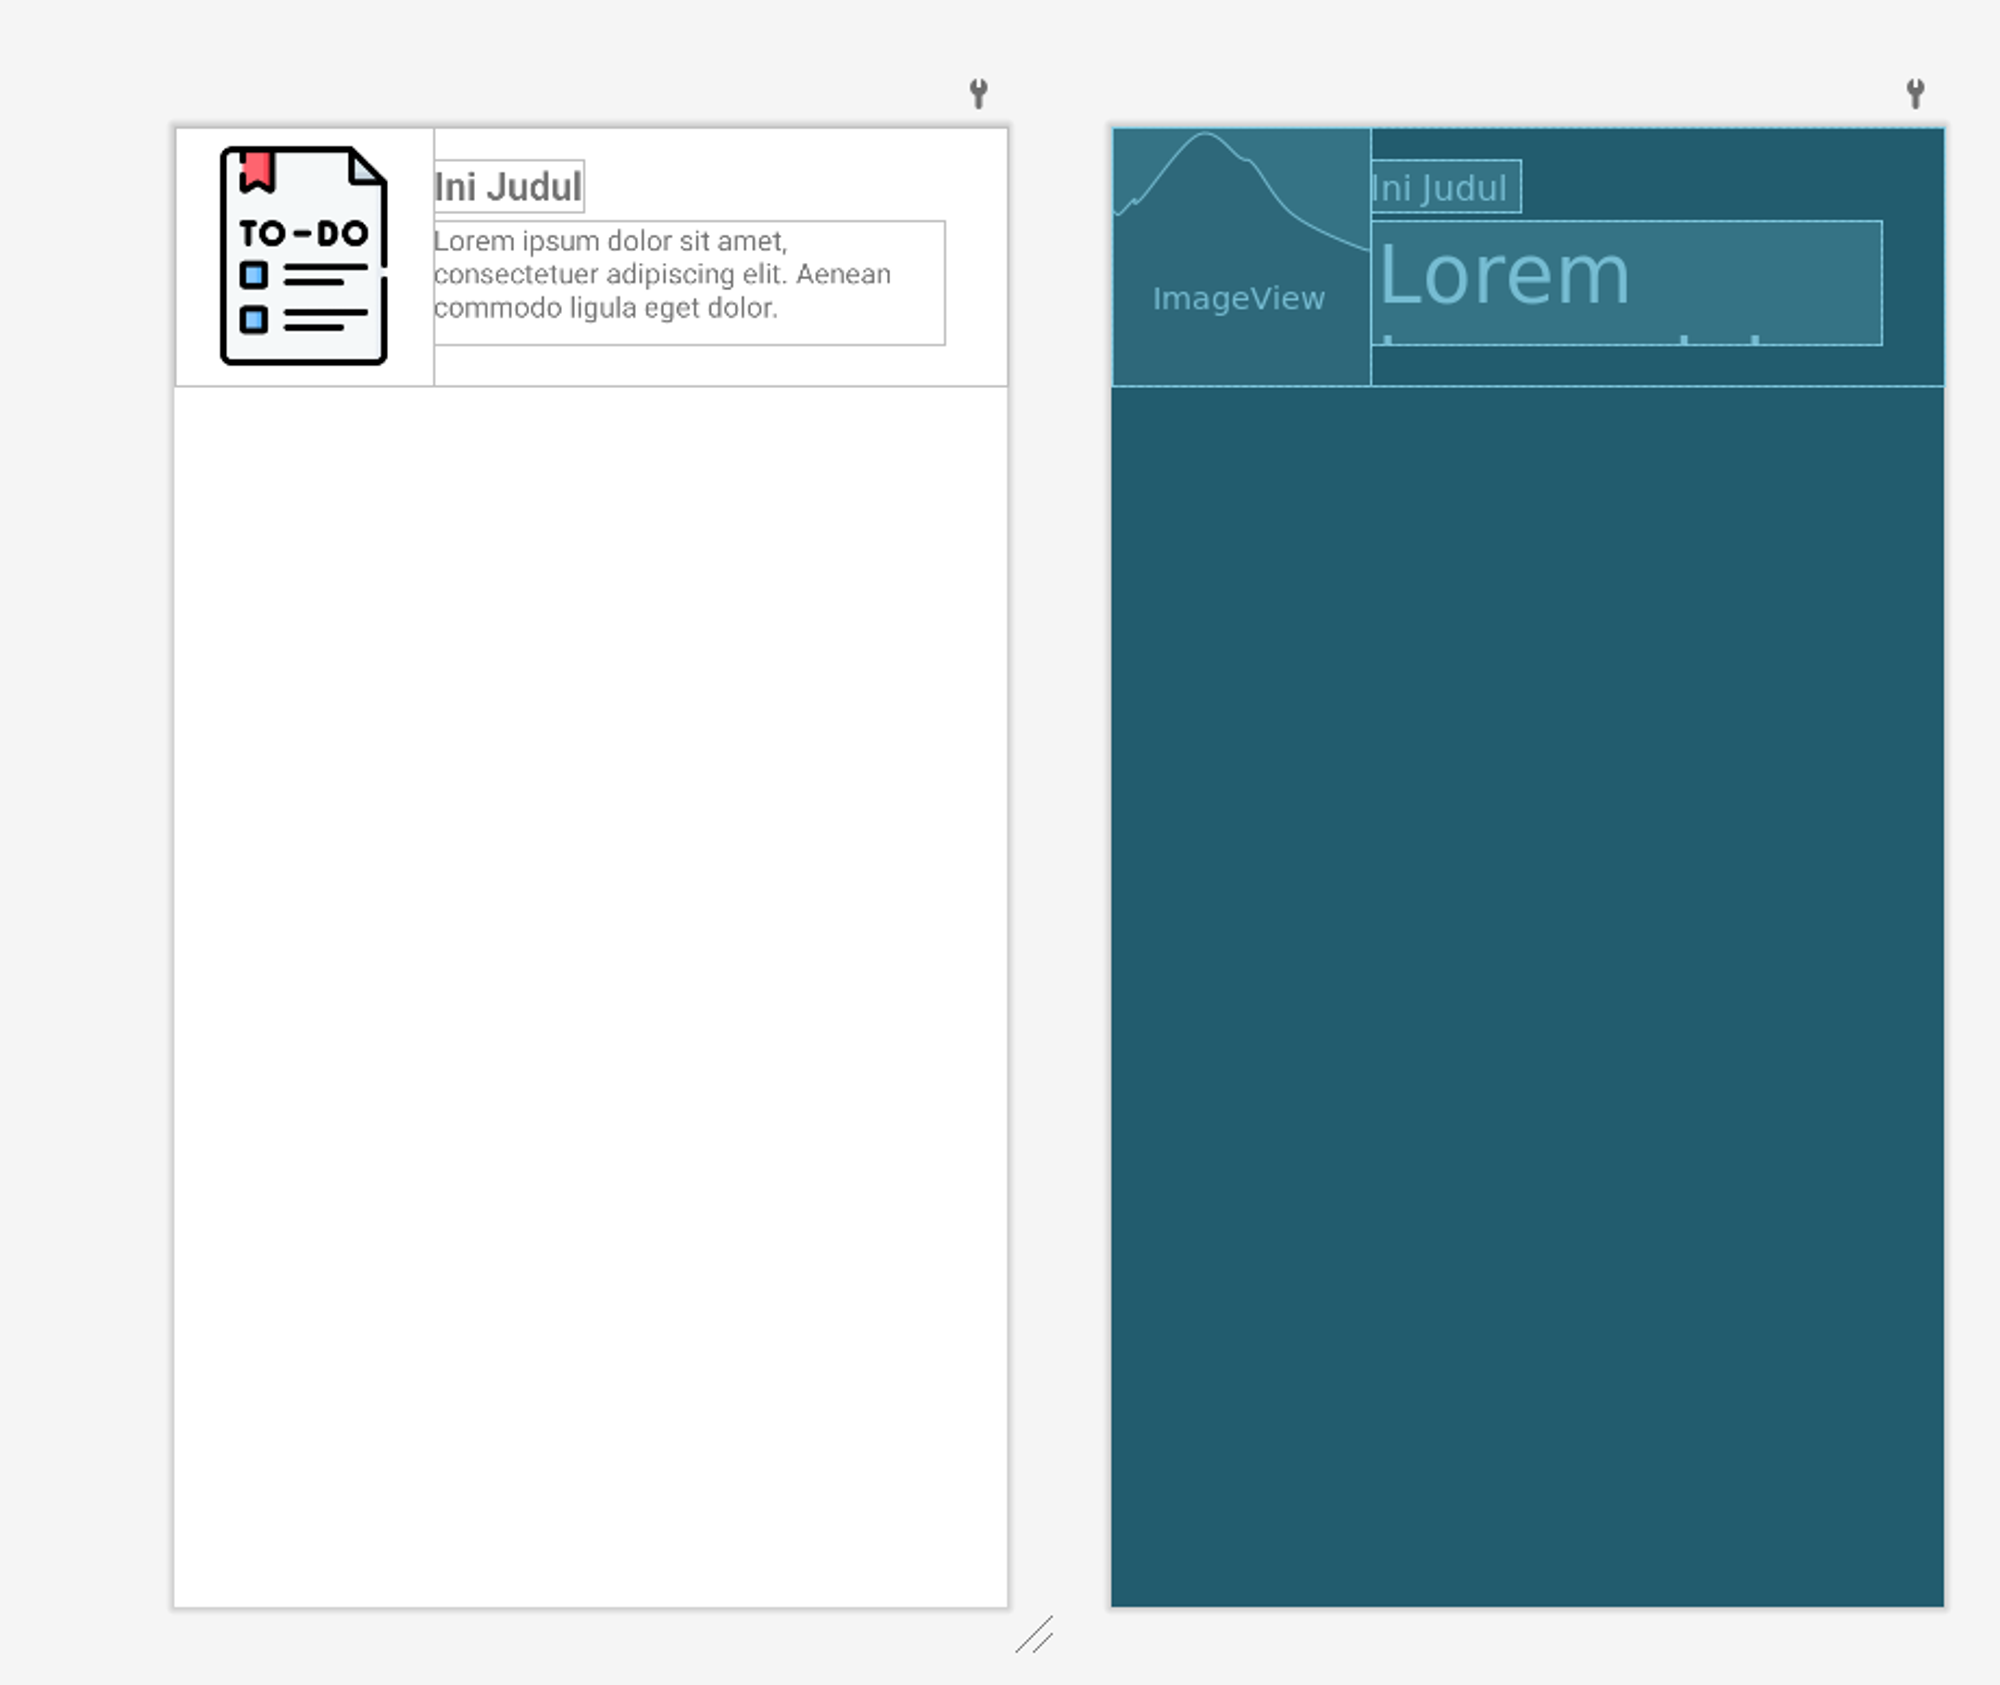 TO-DO
Ini Judul
Lorem ipsum dolor sit amet,
consectetuer adipiscing elit. Aenean
commodo ligula eget dolor.
ImageView
Ini Judul
Lorem